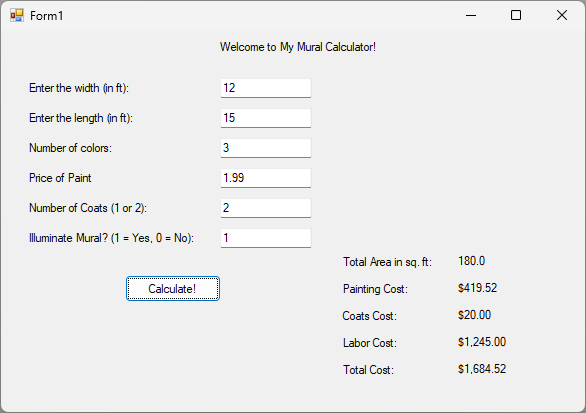 Form1
Welcome to My Mural Calculator!
Enter the width (in ft): 12
Enter the length (in ft): 15
Number of colors: 3
Price of Paint 1.99
Number of Coats (1 or 2): 2
Illuminate Mural? (1 = Yes, 0 = No): 1
Total Area in sq. ft: 180.0
Calculate!
Painting Cost: $419.52
Coats Cost: $20.00
Labor Cost: $1,245.00
Total Cost: $1,684.52